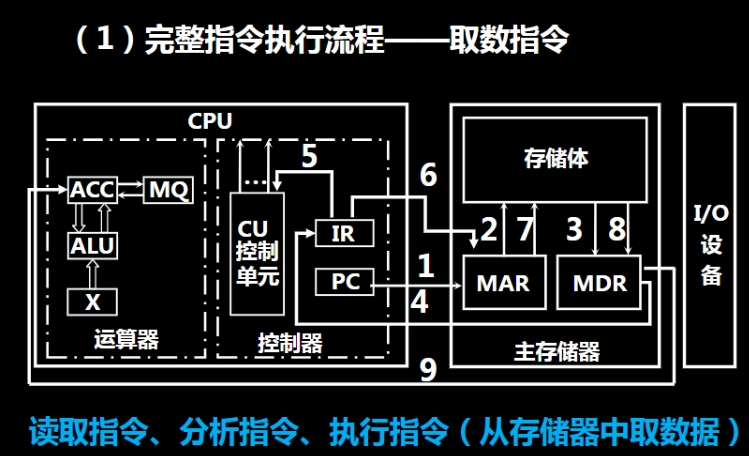 （1）完整指令执行流程——取数指令
CPU
5
6
存储体
I/O
设
备
ACC
MQ
...
CU
控制
单元
IR
2
7
3
8
ALU
PC
1
4
MAR
MDR
X
运算器
控制器
主存储器
9
读取指令、分析指令、执行指令（从存储器中取数据）